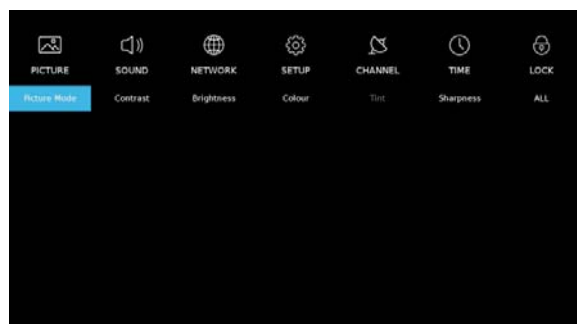 PICTURE SOUND NETWORK SETUP CHANNEL TIME LOCK
Picture Mode Contrast Brightness Colour Tint Sharpness ALL